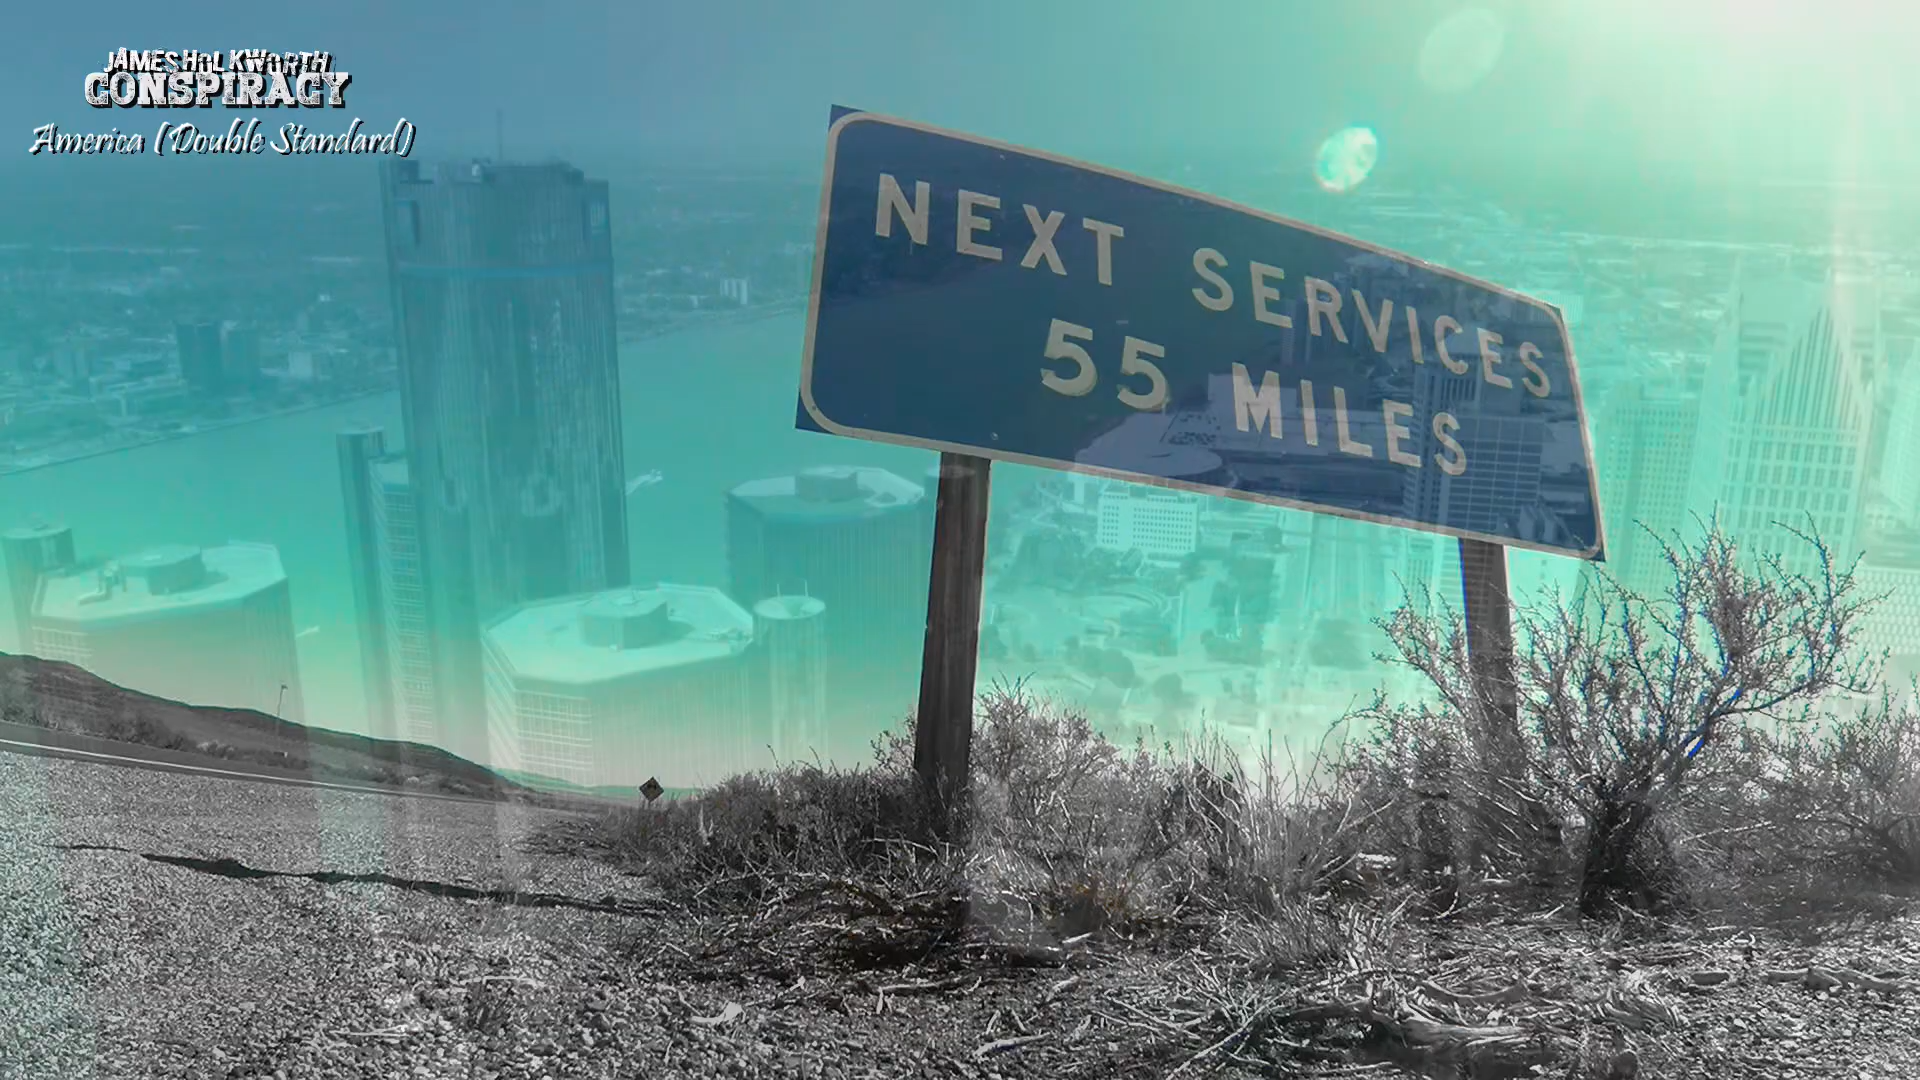 JAMES HOLKWORTH
CONSPIRACY
America (Double Standard)
NEXT SERVICES
55 MILES